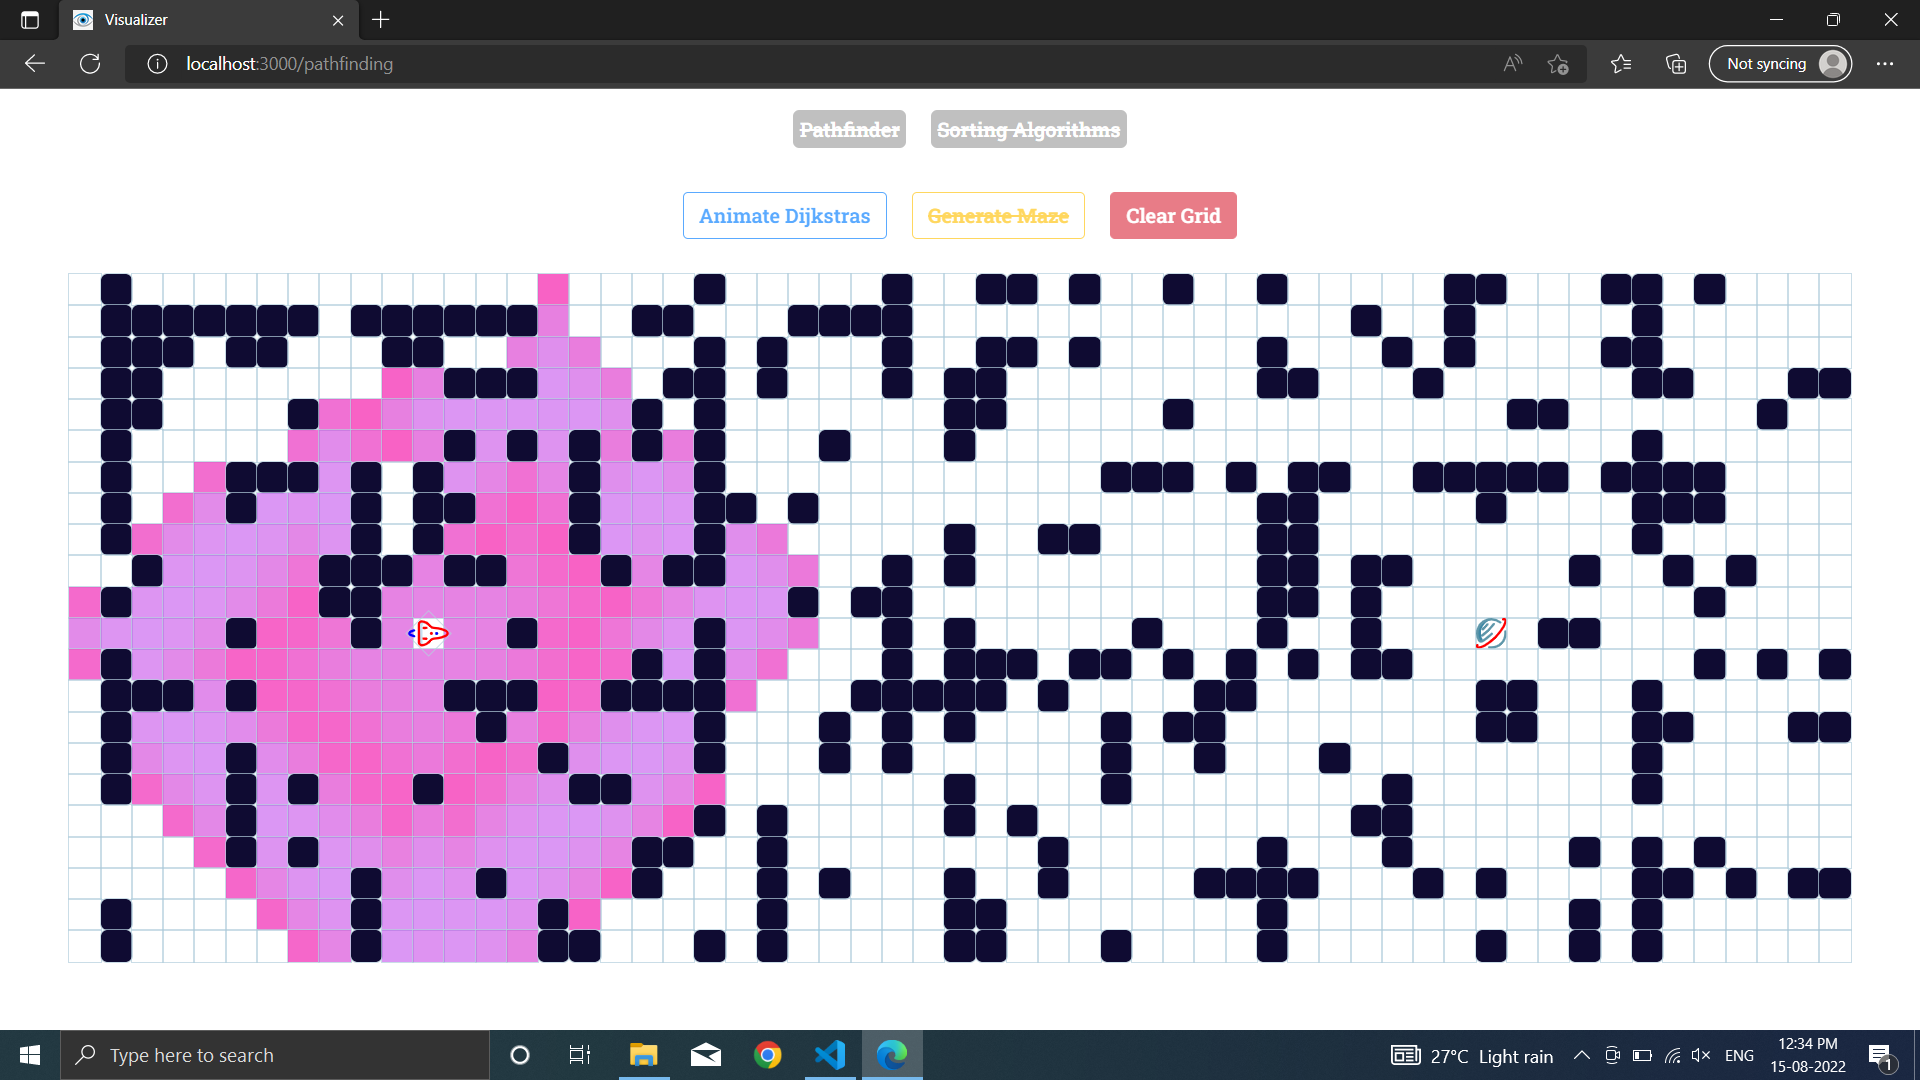 Visualizer
localhost:3000/pathfinding
Not syncing
Pathfinder Sorting Algorithms
Animate Dijkstras Generate Maze Clear Grid
Type here to search
27°C Light rain
ENG
12:34 PM
15-08-2022
1